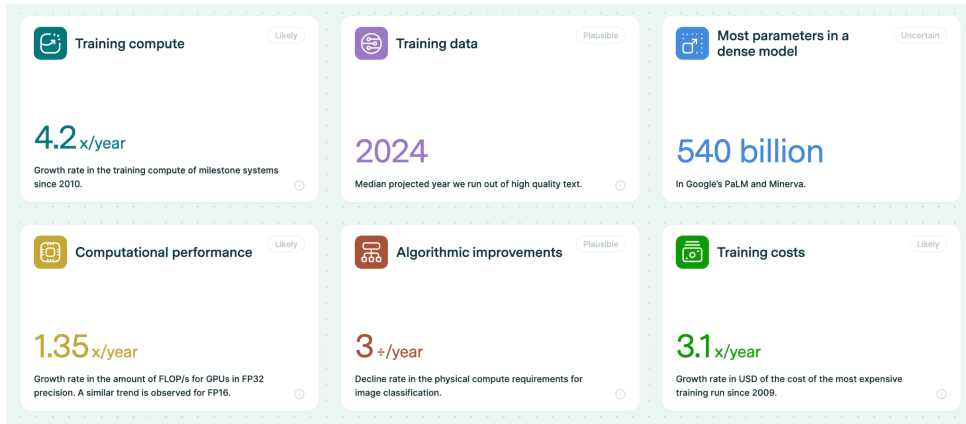 Training compute
Likely
4.2 x/year
Growth rate in the training compute of milestone systems
since 2010.
Training data
Plausible
2024
Median projected year we run out of high quality text.
Most parameters in a
dense model
Uncertain
540 billion
In Google's PaLM and Minerva.
Computational performance
Likely
1.35 x/year
Growth rate in the amount of FLOP/s for GPUs in FP32
precision. A similar trend is observed for FP16.
Algorithmic improvements
Plausible
3 ÷/year
Decline rate in the physical compute requirements for
image classification.
Training costs
Likely
3.1 x/year
Growth rate in USD of the cost of the most expensive
training run since 2009.